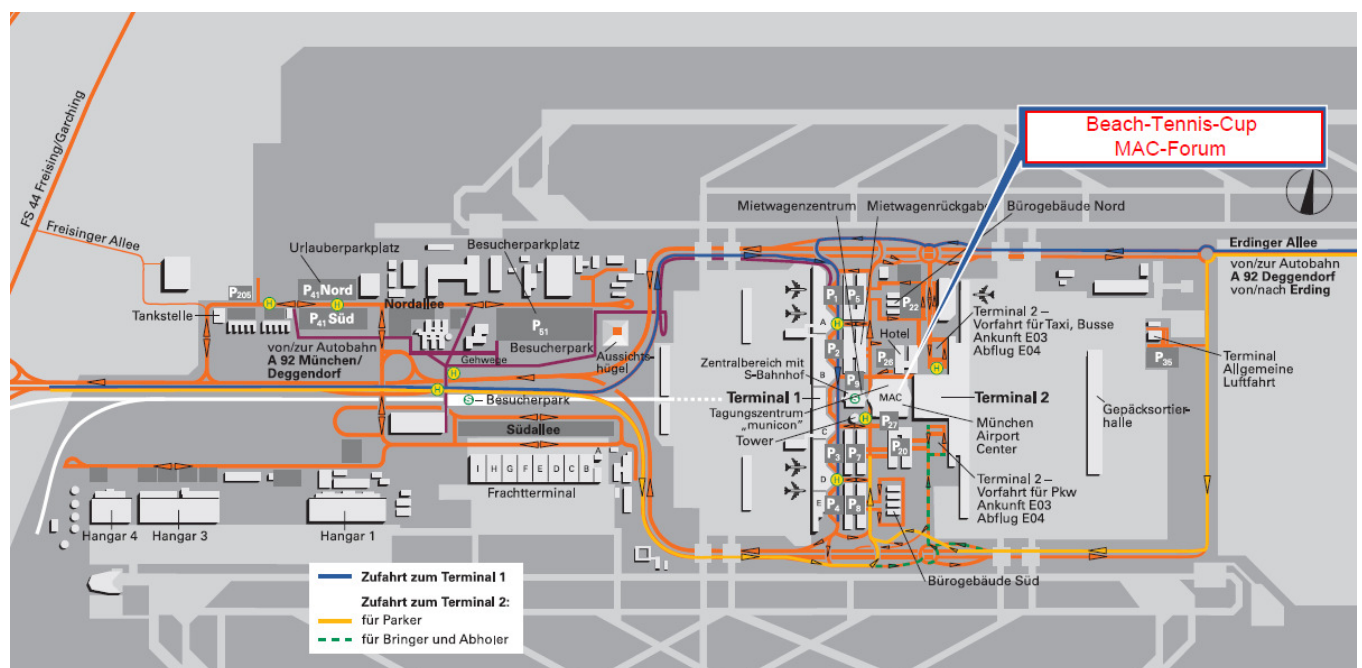 Beach-Tennis-Cup
MAC-Forum
FS 44 Freising/Garching
Freisinger Allee
Urlauberparkplatz
Besucherparkplatz
Mietwagenzentrum
Mietwagenrückgabe
Bürogebäude Nord
Erdinger Allee
von/zur Autobahn
A 92 Deggendorf
von/nach Erding
P205
P41 Nord
P41 Süd
Nordallee
Tankstelle
H
H
von/zur Autobahn
A 92 München/
Deggendorf
Gehwege
P51
Besucherpark
Aussichts-
hügel
H
H
S
– Besucherpark
Südallee
I H G F E D C B A
Frachtterminal
Hangar 4
Hangar 3
Hangar 1
P1
P5
P22
A
H
P2
Hotel
P26
Zentralbereich mit
S-Bahnhof
B
P6
S
MAC
Terminal 1
Tagungszentrum
„municon"
Tower
C
H
P27
P20
P3
P7
D
H
E
P4
P8
Terminal 2 –
Vorfahrt für Taxi, Busse
Ankunft E03
Abflug E04
H
Terminal 2
München
Airport
Center
Terminal 2 –
Vorfahrt für Pkw
Ankunft E03
Abflug E04
Bürogebäude Süd
Gepäcksortier-
halle
P35
Terminal
Allgemeine
Luftfahrt
Zufahrt zum Terminal 1
Zufahrt zum Terminal 2:
für Parker
für Bringer und Abholer